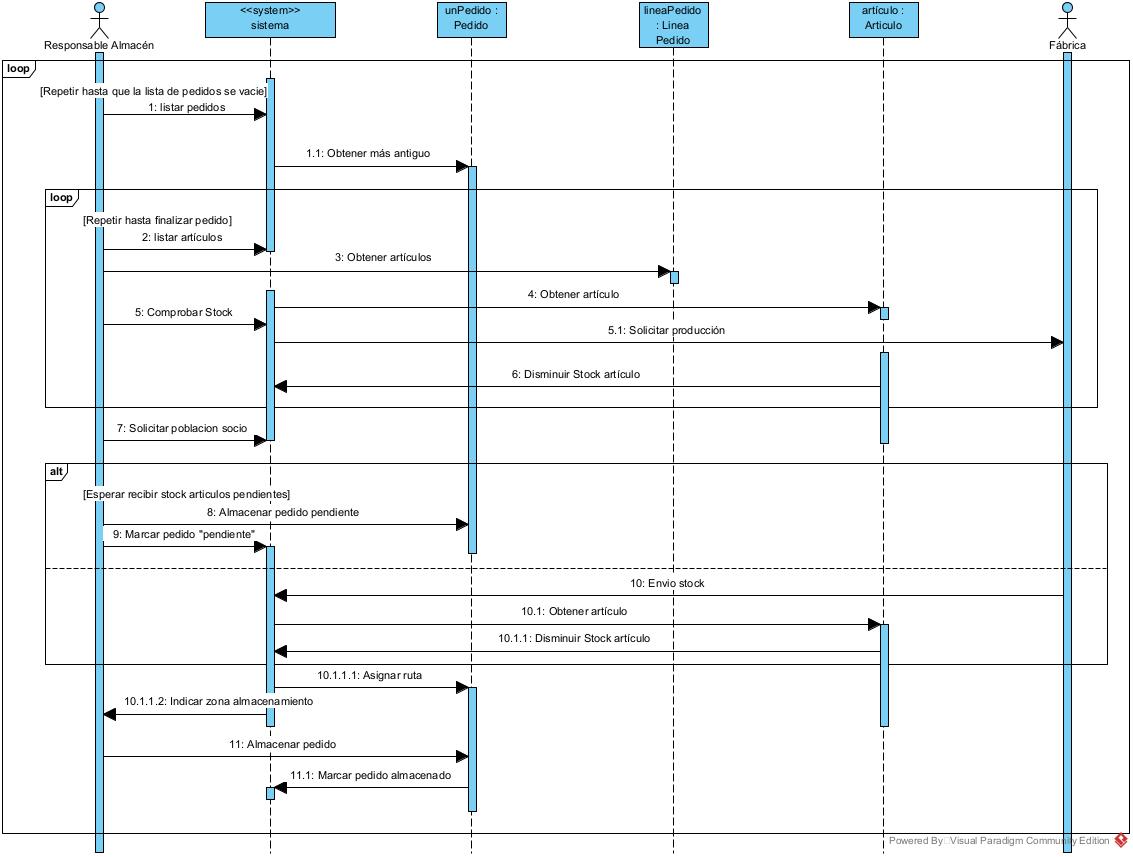 <<system>>
sistema
unPedido :
Pedido
lineaPedido
: Linea
Pedido
artículo :
Articulo
Responsable Almacén
Fábrica
loop
[Repetir hasta que la lista de pedidos se vacie]
1: listar pedidos
1.1: Obtener más antiguo
loop
[Repetir hasta finalizar pedido]
2: listar artículos
3: Obtener artículos
4: Obtener artículo
5: Comprobar Stock
5.1: Solicitar producción
6: Disminuir Stock artículo
7: Solicitar poblacion socio
alt
[Esperar recibir stock articulos pendientes]
8: Almacenar pedido pendiente
9: Marcar pedido "pendiente"
10: Envio stock
10.1: Obtener artículo
10.1.1: Disminuir Stock artículo
10.1.1.1: Asignar ruta
10.1.1.2: Indicar zona almacenamiento
11: Almacenar pedido
11.1: Marcar pedido almacenado
Powered By Visual Paradigm Community Edition